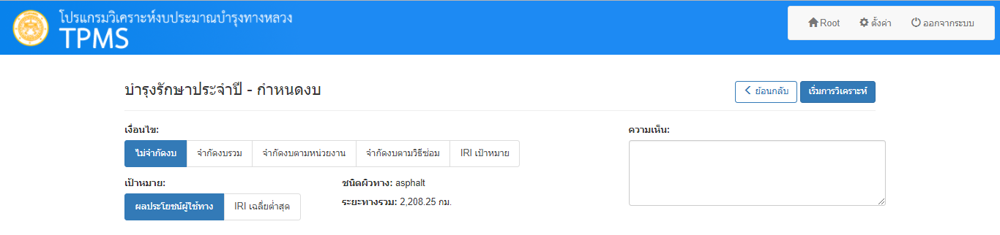 โปรแกรมวิเคราะห์งบประมาณบำรุงทางหลวง
TPMS
Root ตั้งค่า ออกจากระบบ
บำรุงรักษาประจำปี - กำหนดงบ
ย้อนกลับ เริ่มการวิเคราะห์
เงื่อนไข: ความเห็น:
ไม่จำกัดงบ จำกัดงบรวม จำกัดงบตามหน่วยงาน จำกัดงบตามวิธีซ่อม IRI เป้าหมาย
เป้าหมาย: ชนิดผิวทาง: asphalt
ผลประโยชน์ผู้ใช้ทาง IRI เฉลี่ยต่ำสุด ระยะทางรวม: 2,208.25 กม.